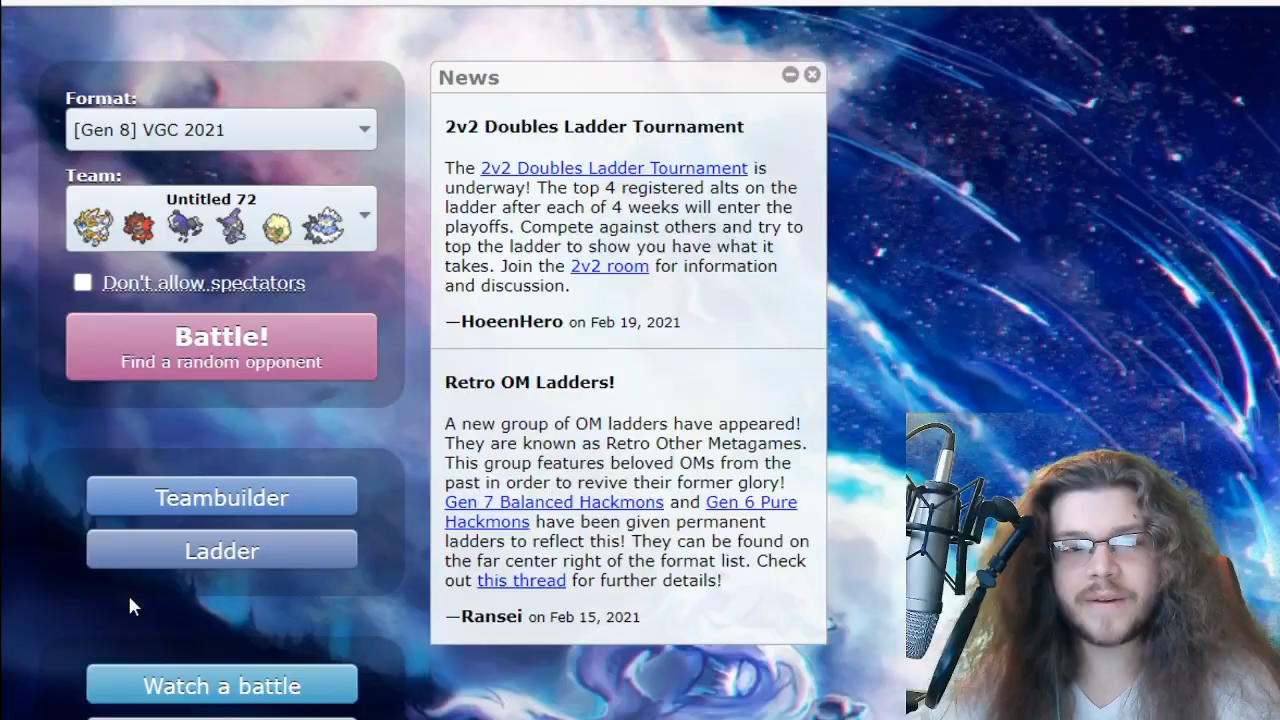 Format:
[Gen 8] VGC 2021
Team:
Untitled 72
Don't allow spectators
Battle!
Find a random opponent
Teambuilder
Ladder
Watch a battle
News
2v2 Doubles Ladder Tournament
The 2v2 Doubles Ladder Tournament is
underway! The top 4 registered alts on the
ladder after each of 4 weeks will enter the
playoffs. Compete against others and try to
top the ladder to show you have what it
takes. Join the 2v2 room for information
and discussion.
—HoeenHero on Feb 19, 2021
Retro OM Ladders!
A new group of OM ladders have appeared!
They are known as Retro Other Metagames.
This group features beloved OMs from the
past in order to revive their former glory!
Gen 7 Balanced Hackmons and Gen 6 Pure
Hackmons have been given permanent
ladders to reflect this! They can be found on
the far center right of the format list. Check
out this thread for further details!
—Ransei on Feb 15, 2021